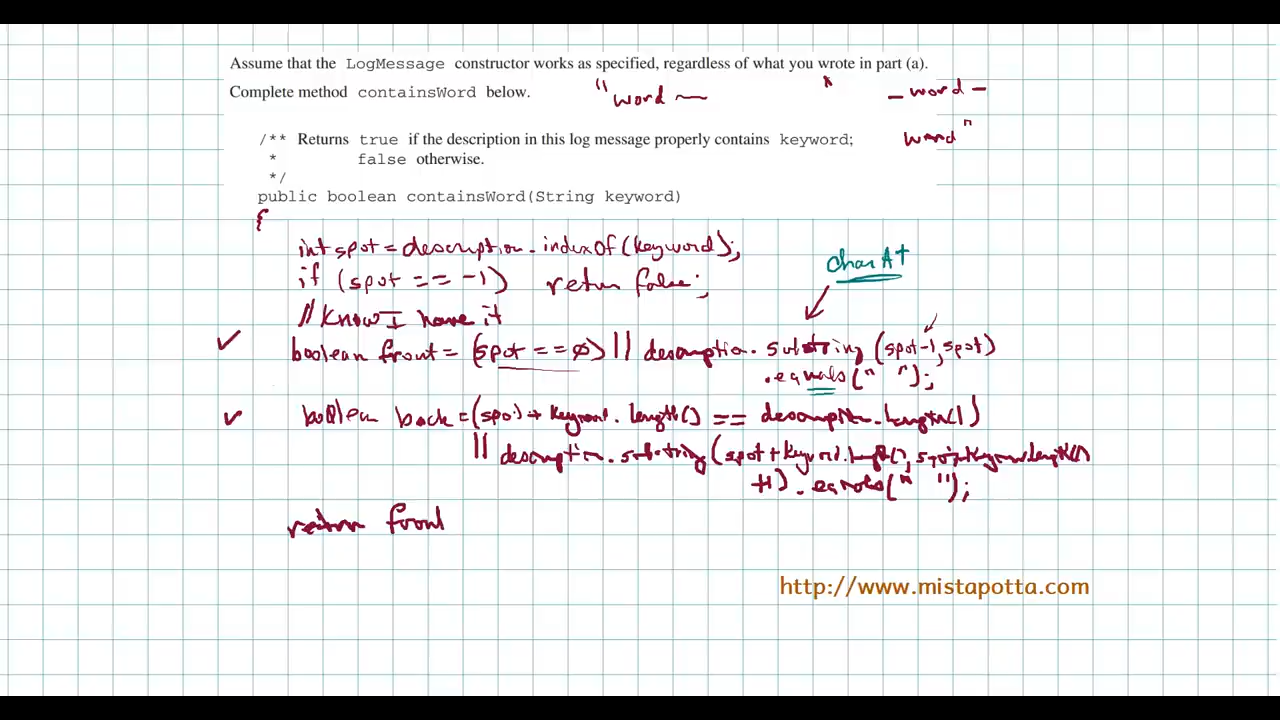 Assume that the LogMessage constructor works as specified, regardless of what you wrote in part (a).
Complete method containsWord below.
"word
- word -
word"
/** Returns true if the description in this log message properly contains keyword;
* false otherwise.
*/
public boolean containsWord(String keyword)
{
int spot = description.indexOf(keyword);
if (spot == -1) return false;
// Know I have it
charAt
boolean front = (spot == 0) || description.substring(spot-1,spot)
.equals(" ");
boolean back = (spot + keyword.length() == description.length())
|| description.substring(spot+keyword.length(), spot+keyword.length()
+1).equals(" ");
return front
http://www.mistapotta.com